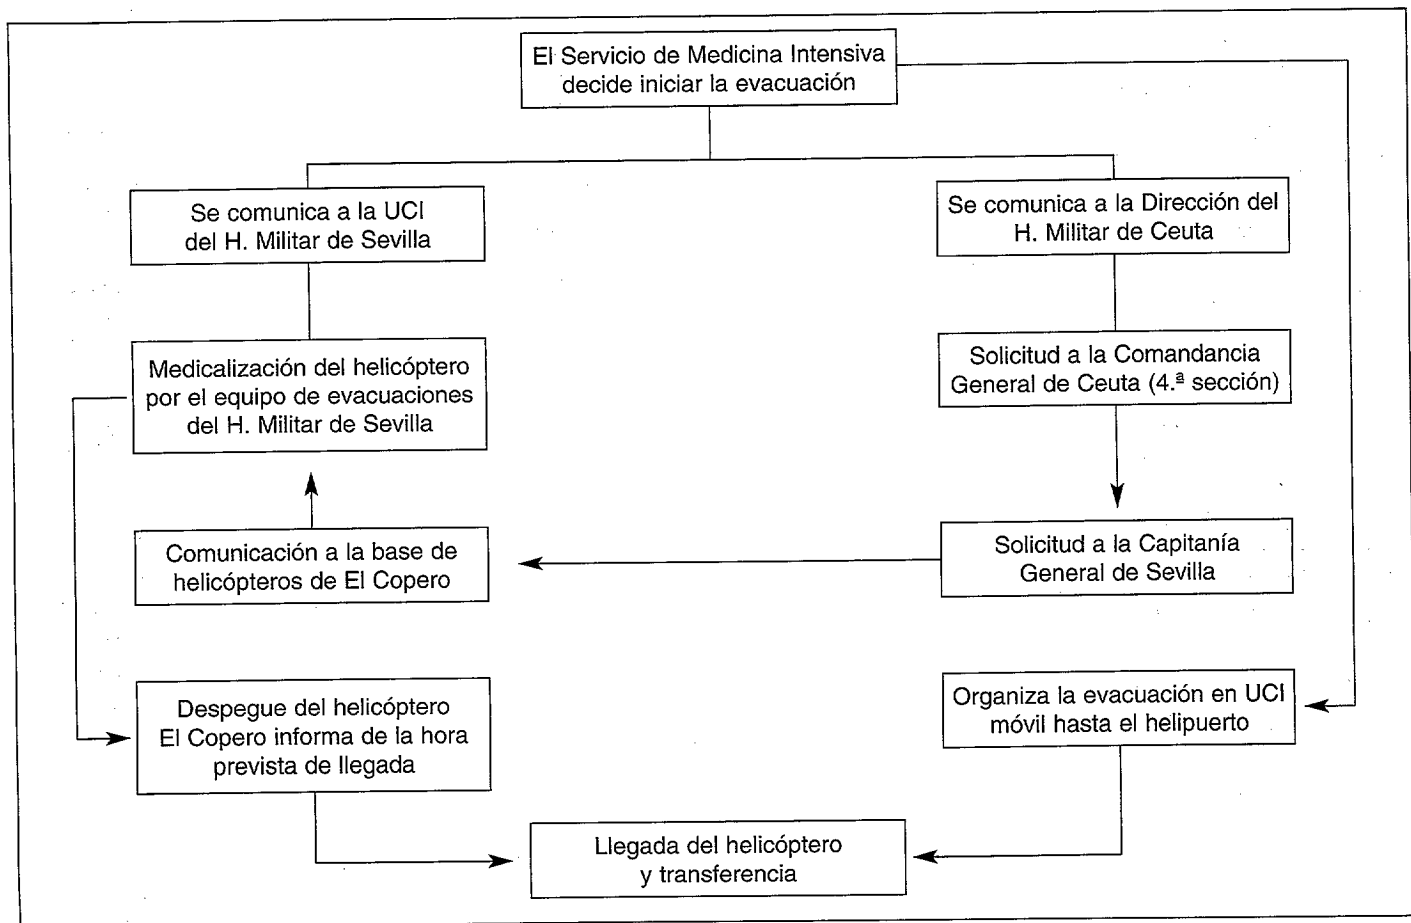 El Servicio de Medicina Intensiva
decide iniciar la evacuación
Se comunica a la UCI
del H. Militar de Sevilla
Se comunica a la Dirección del
H. Militar de Ceuta
Medicalización del helicóptero
por el equipo de evacuaciones
del H. Militar de Sevilla
Solicitud a la Comandancia
General de Ceuta (4.ª sección)
Comunicación a la base de
helicópteros de El Copero
Solicitud a la Capitanía
General de Sevilla
Despegue del helicóptero
El Copero informa de la hora
prevista de llegada
Organiza la evacuación en UCI
móvil hasta el helipuerto
Llegada del helicóptero
y transferencia